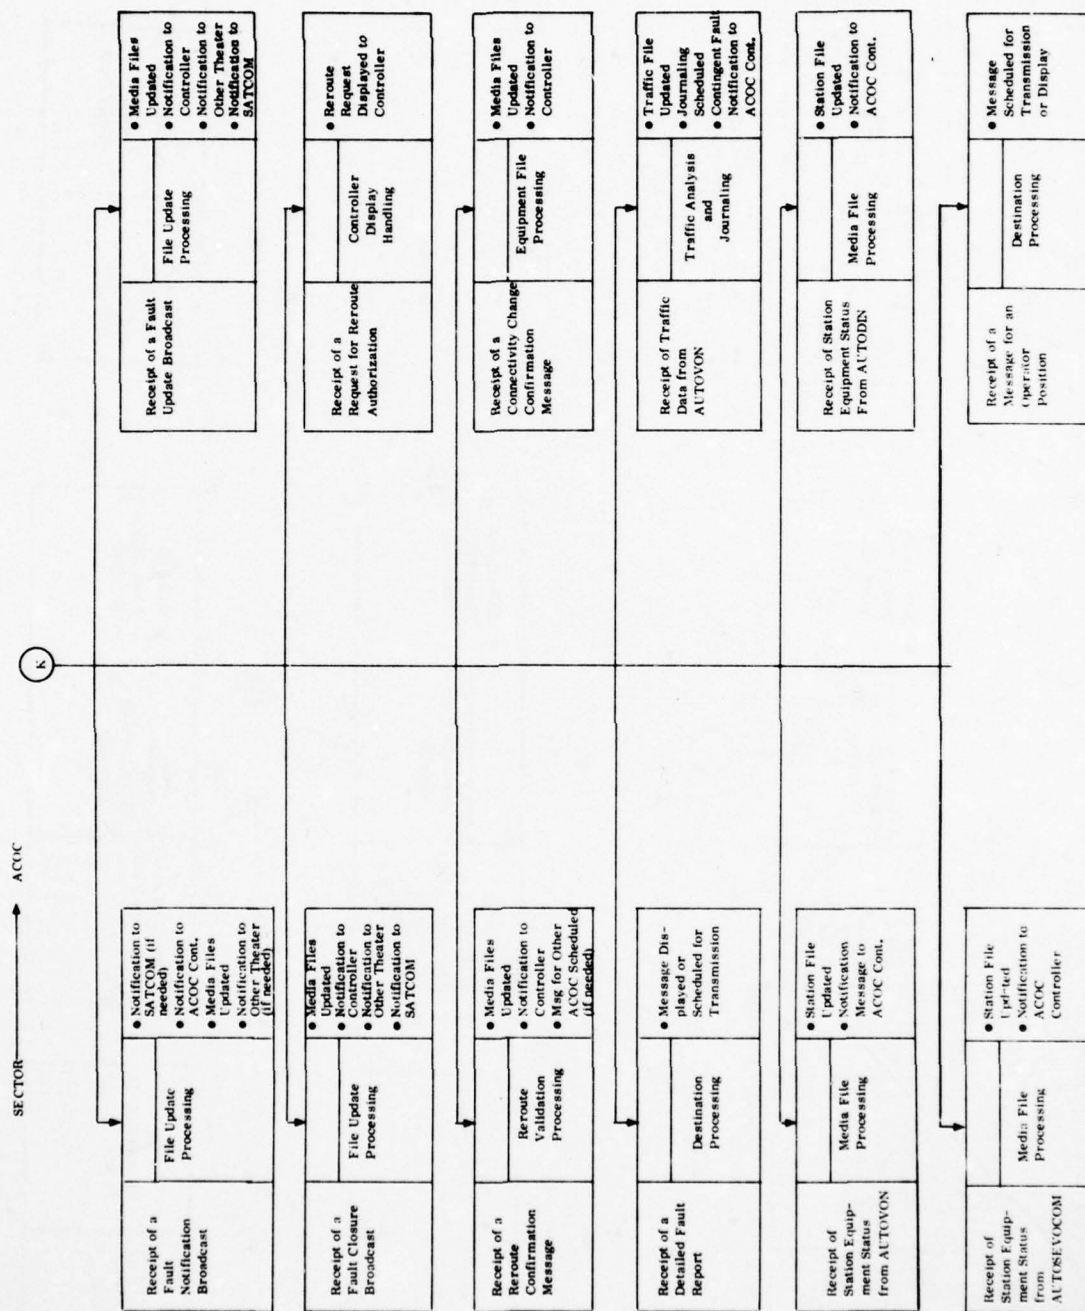 SECTOR ACOC
K
Receipt of a
Fault
Notification
Broadcast
File Update
Processing
• Notification to
SATCOM (if
needed)
• Notification to
ACOC Cont.
• Media Files
Updated
• Notification to
Other Theater
(if needed)
Receipt of a Fault
Update Broadcast
File Update
Processing
• Media Files
Updated
• Notification to
Controller
• Notification to
Other Theater
• Notification to
SATCOM
Receipt of a
Fault Closure
Broadcast
File Update
Processing
• Media Files
Updated
• Notification to
Controller
• Notification to
Other Theater
• Notification to
SATCOM
Receipt of a
Request for Reroute
Authorization
Controller
Display
Handling
• Reroute
Request
Displayed to
Controller
Receipt of a
Reroute
Confirmation
Message
Reroute
Validation
Processing
• Media Files
Updated
• Notification to
Controller
• Msg for Other
ACOC Scheduled
(if needed)
Receipt of a
Connectivity Change
Confirmation
Message
Equipment File
Processing
• Media Files
Updated
• Notification to
Controller
Receipt of a
Detailed Fault
Report
Destination
Processing
• Message Dis-
played or
Scheduled for
Transmission
Receipt of Traffic
Data from
AUTOVON
Traffic Analysis
and
Journaling
• Traffic File
Updated
• Journaling
Scheduled
• Contingent Fault
Notification to
ACOC Cont.
Receipt of
Station Equip-
ment Status
from AUTOVON
Media File
Processing
• Station File
Updated
• Notification
Message to
ACOC Cont.
Receipt of Station
Equipment Status
From AUTODIN
Media File
Processing
• Station File
Updated
• Notification to
ACOC Cont.
Receipt of
Station Equip-
ment Status
from
AUTOSEVOCOM
Media File
Processing
• Station File
Updated
• Notification to
ACOC
Controller
Receipt of a
Message for an
Operator
Position
Destination
Processing
• Message
Scheduled for
Transmission
or Display